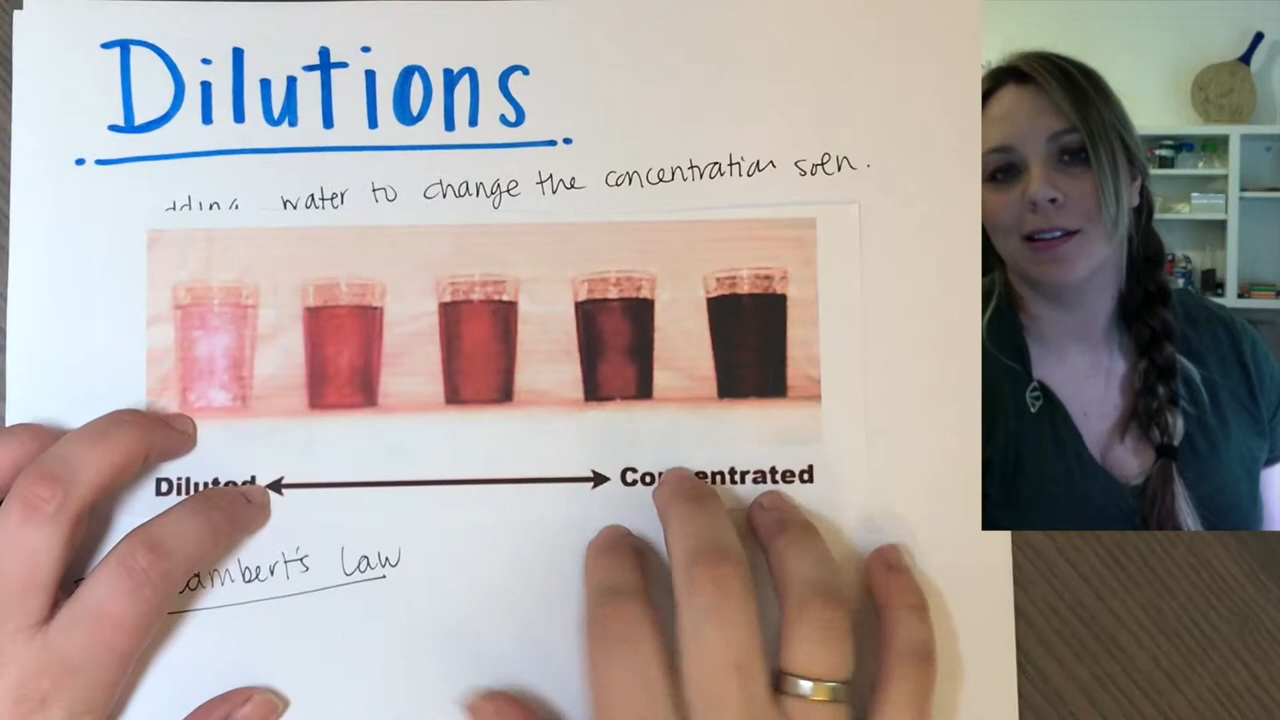 Dilutions
water to change the concentration soln.
Diluted Concentrated
ambert's Law